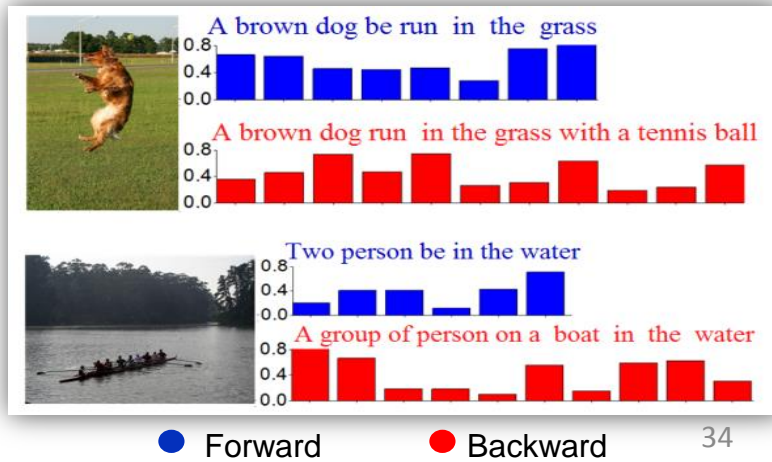 A brown dog be run in the grass
0.8
0.4
0.0
A brown dog run in the grass with a tennis ball
0.8
0.4
0.0
Two person be in the water
0.8
0.4
0.0
A group of person on a boat in the water
0.8
0.4
0.0
Forward Backward 34